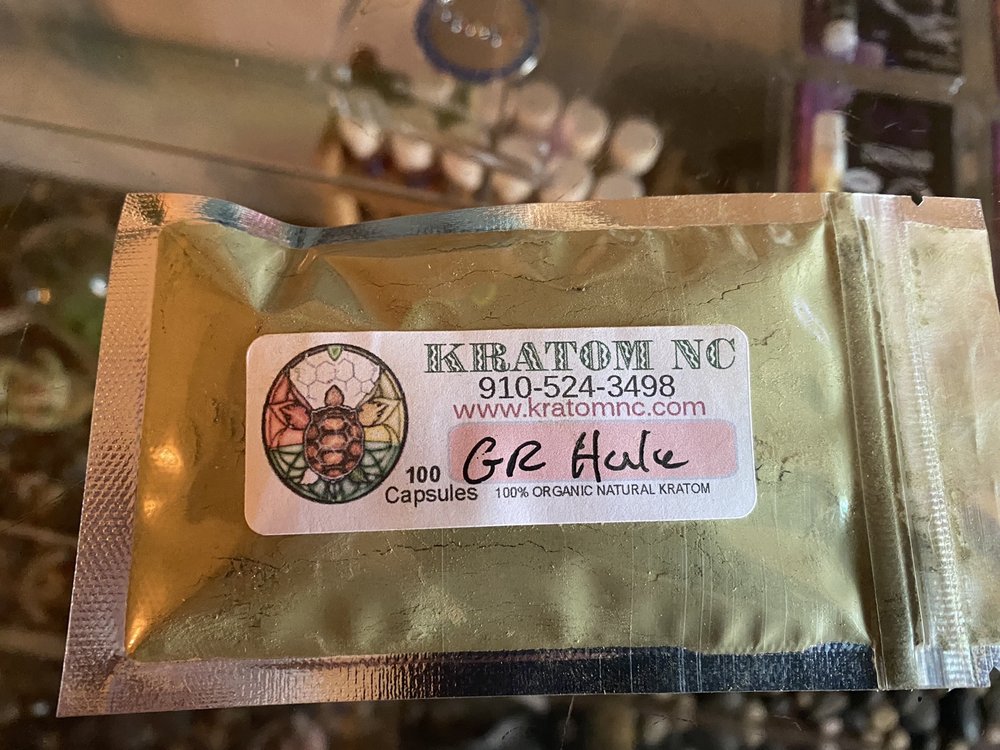 KRATOM NC
910-524-3498
www.kratomnc.com
GR Hulu
100
Capsules
100% ORGANIC NATURAL KRATOM